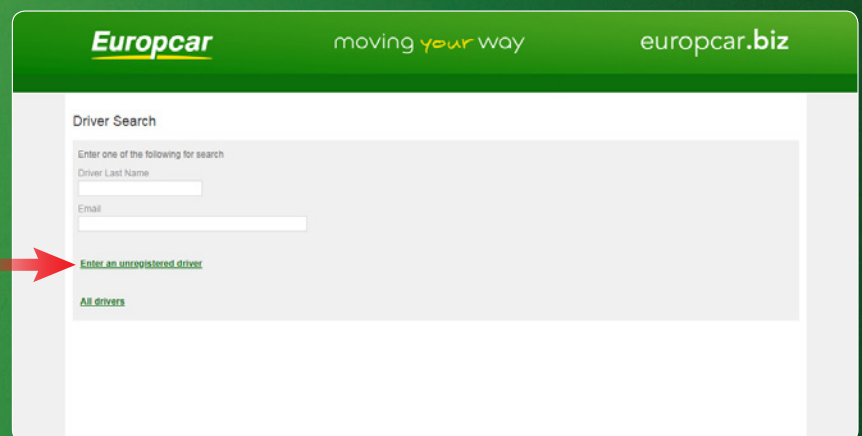 Europcar moving your way europcar.biz
Driver Search
Enter one of the following for search
Driver Last Name
Email
Enter an unregistered driver
All drivers